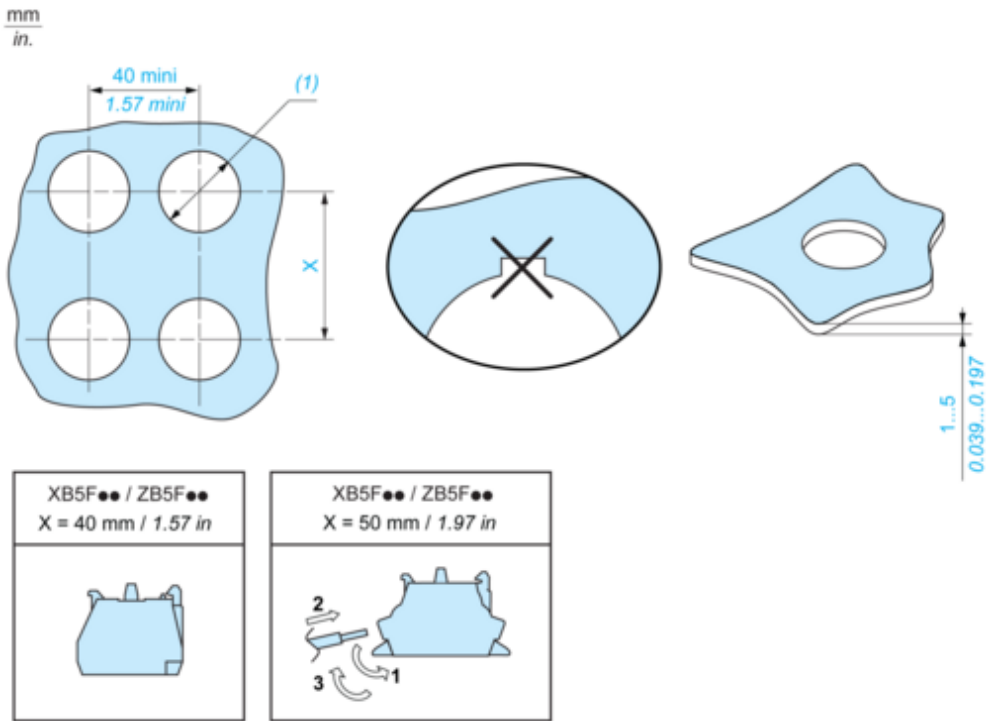 mm
in.
40 mini
1.57 mini
(1)
X
1...5
0.039...0.197
XB5F●● / ZB5F●●
X = 40 mm / 1.57 in
XB5F●● / ZB5F●●
X = 50 mm / 1.97 in
2
1
3